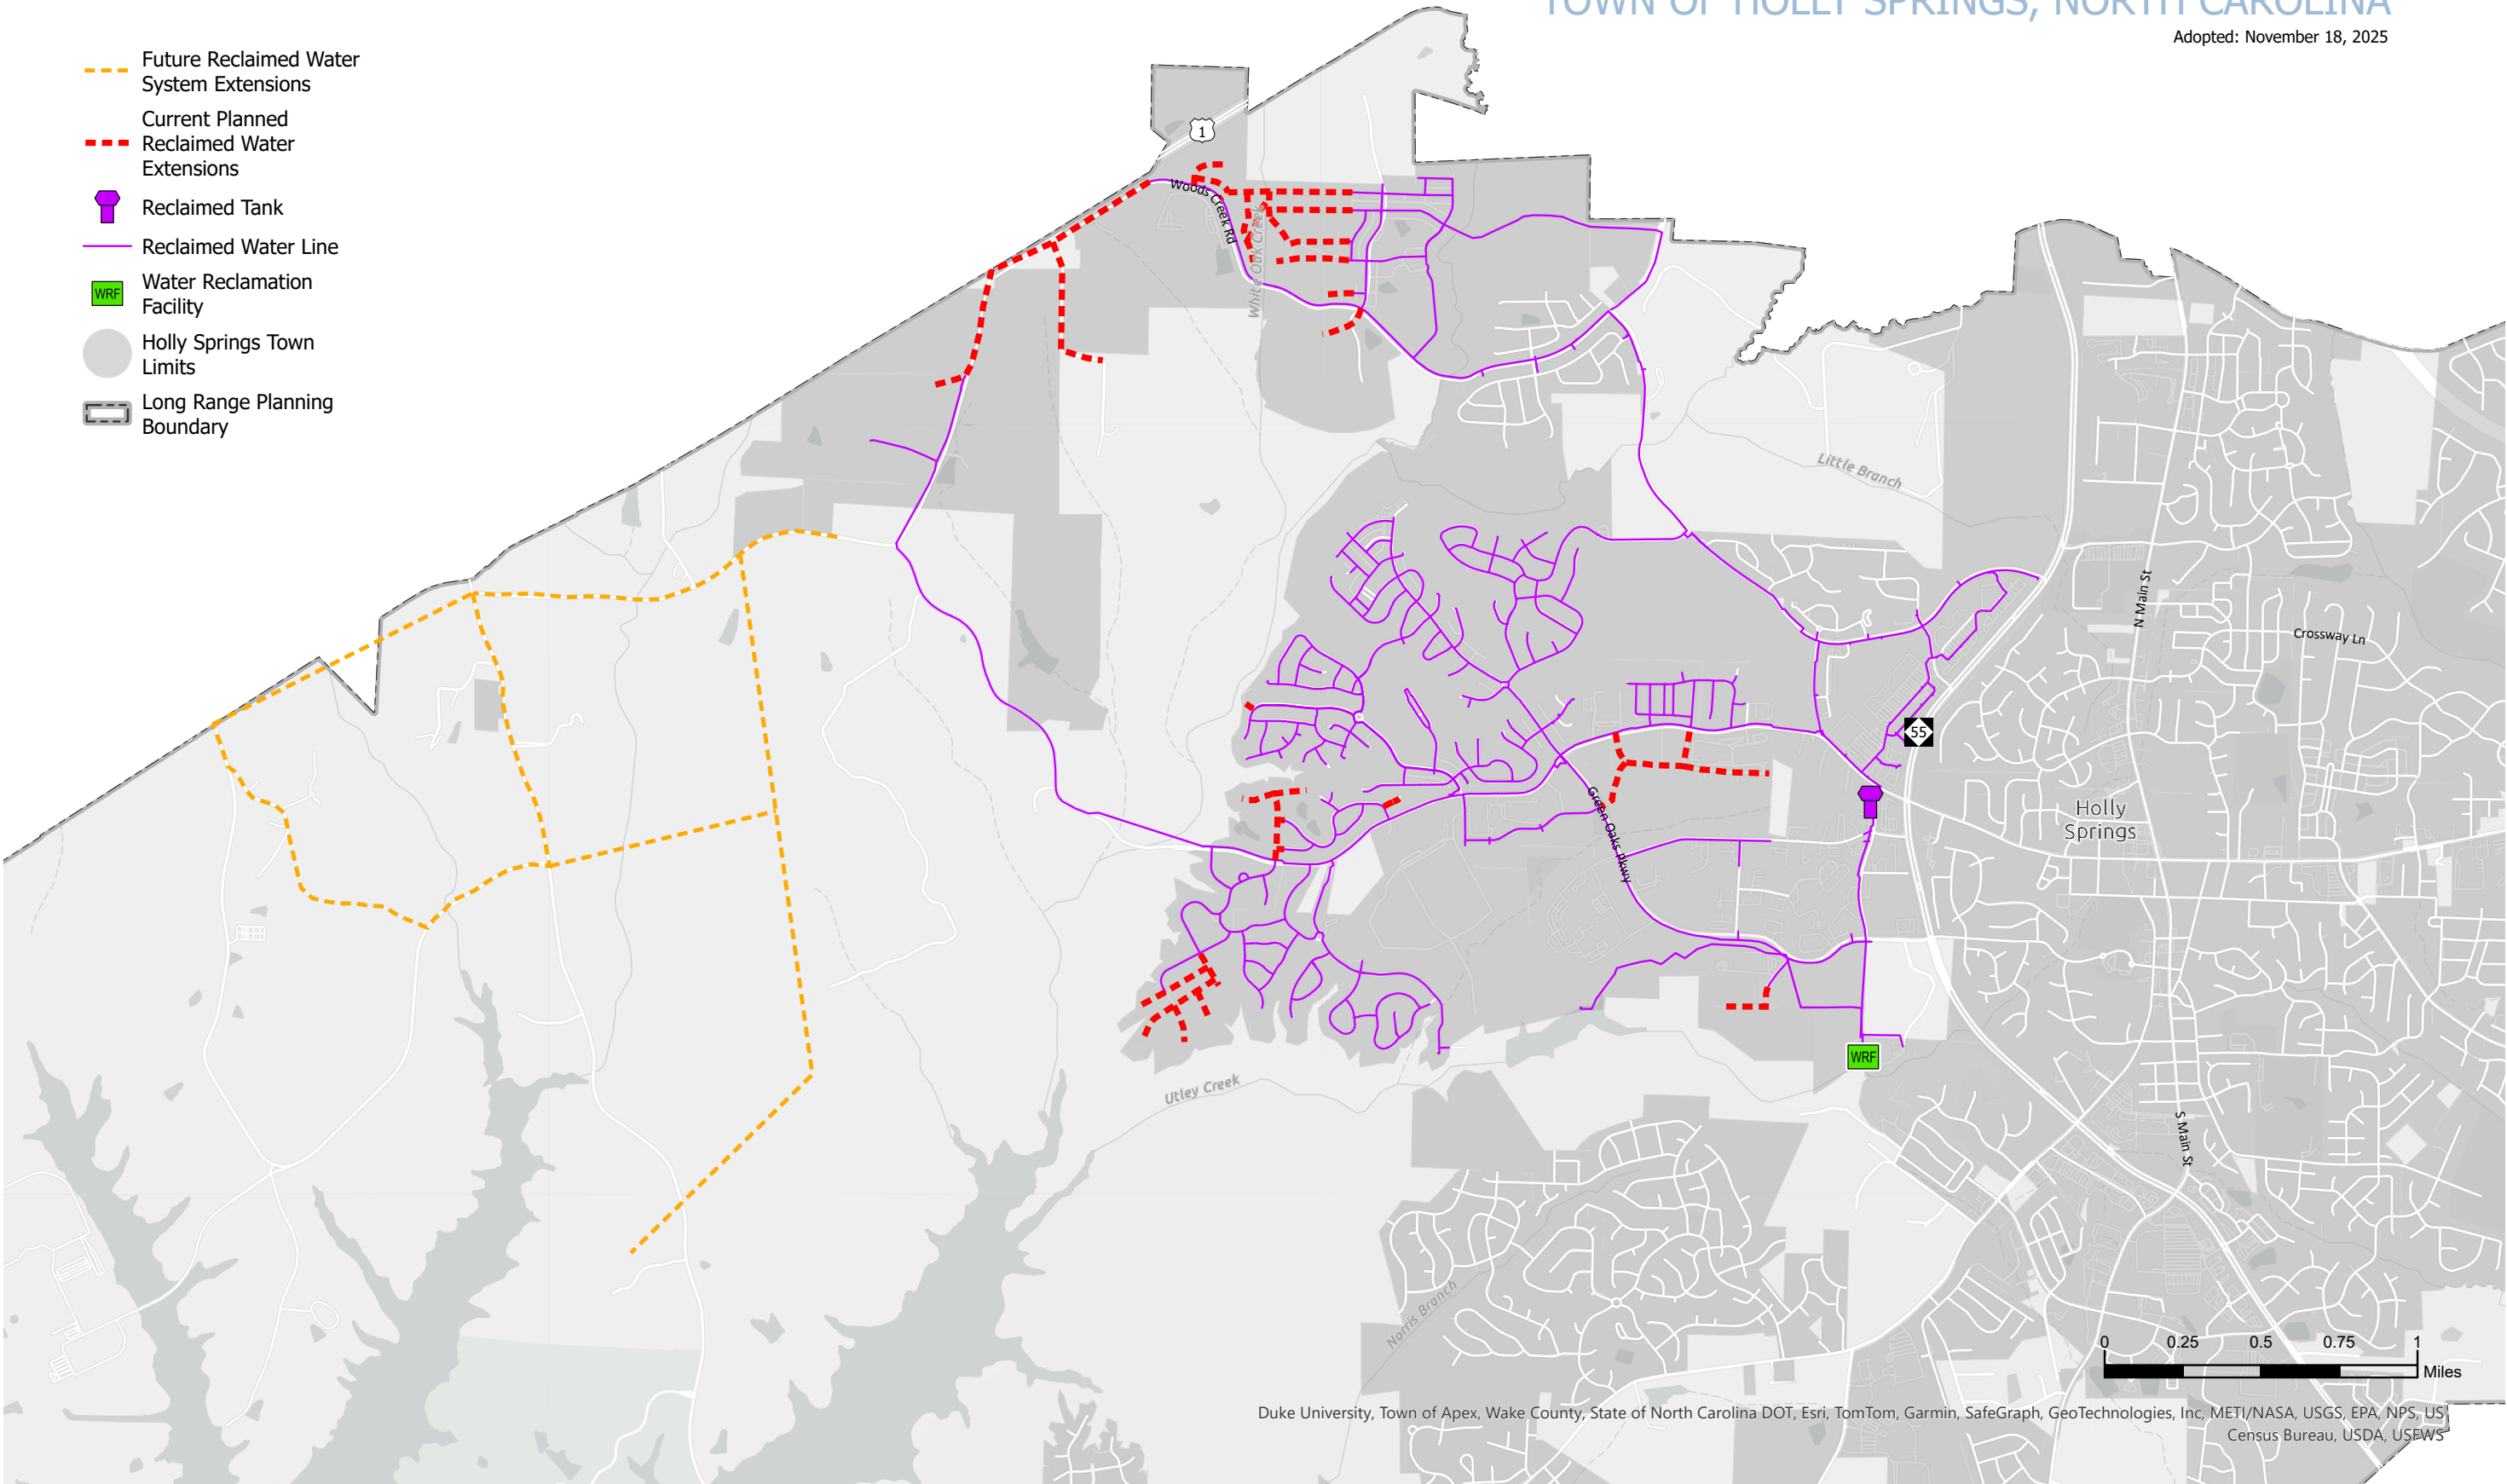 TOWN OF HOLLY SPRINGS, NORTH CAROLINA
Adopted: November 18, 2025
Future Reclaimed Water
System Extensions
Current Planned
Reclaimed Water
Extensions
Reclaimed Tank
Reclaimed Water Line
WRF
Water Reclamation
Facility
Holly Springs Town
Limits
Long Range Planning
Boundary
1
Woods Creek Rd
White Oak Creek
Little Branch
N Main St
Crossway Ln
55
Green Oaks Pkwy
Holly
Springs
WRF
Utley Creek
S Main St
Norris Branch
0 0.25 0.5 0.75 1
Miles
Duke University, Town of Apex, Wake County, State of North Carolina DOT, Esri, TomTom, Garmin, SafeGraph, GeoTechnologies, Inc, METI/NASA, USGS, EPA, NPS, US
Census Bureau, USDA, USFWS